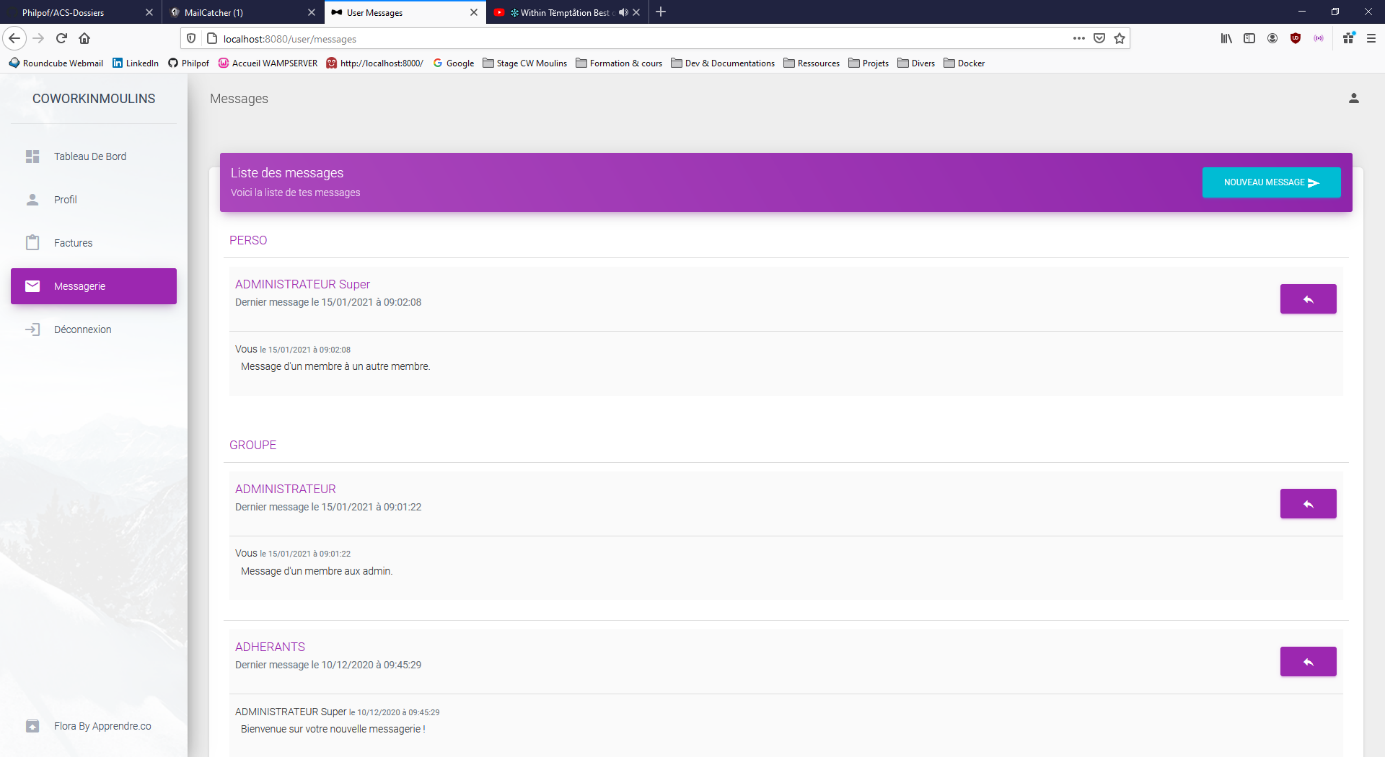 Philpof/ACS-Dossiers
MailCatcher (1)
User Messages
Within Temptâtion Best
localhost:8080/user/messages
Roundcube Webmail
LinkedIn
Philpof
Accueil WAMPSERVER
http://localhost:8000/
Google
Stage CW Moulins
Formation & cours
Dev & Documentations
Ressources
Projets
Divers
Docker
COWORKINMOULINS
Tableau De Bord
Profil
Factures
Messagerie
Déconnexion
Flora By Apprendre.co
Messages
Liste des messages
Voici la liste de tes messages
NOUVEAU MESSAGE
PERSO
ADMINISTRATEUR Super
Dernier message le 15/01/2021 à 09:02:08
Vous le 15/01/2021 à 09:02:08
Message d'un membre à un autre membre.
GROUPE
ADMINISTRATEUR
Dernier message le 15/01/2021 à 09:01:22
Vous le 15/01/2021 à 09:01:22
Message d'un membre aux admin.
ADHERANTS
Dernier message le 10/12/2020 à 09:45:29
ADMINISTRATEUR Super le 10/12/2020 à 09:45:29
Bienvenue sur votre nouvelle messagerie !